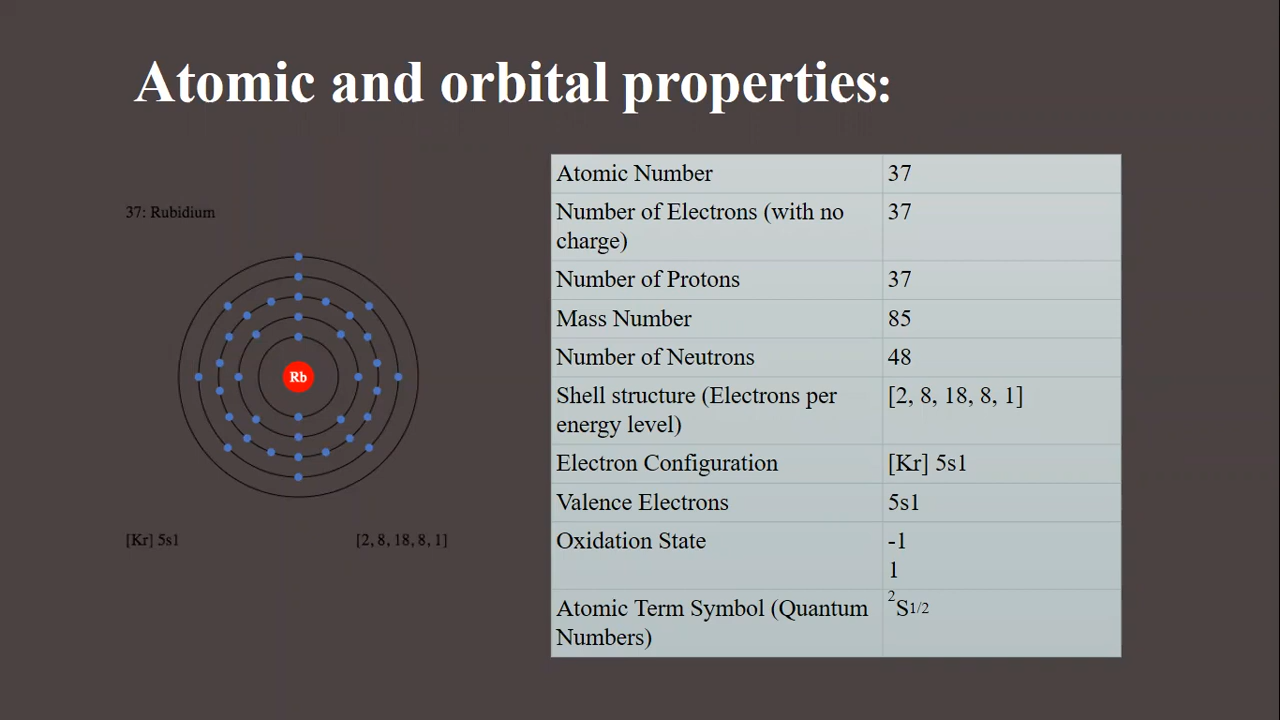 Atomic and orbital properties:
37: Rubidium
Rb
[Kr] 5s1
[2, 8, 18, 8, 1]
Atomic Number 37
Number of Electrons (with no 37
charge)
Number of Protons 37
Mass Number 85
Number of Neutrons 48
Shell structure (Electrons per [2, 8, 18, 8, 1]
energy level)
Electron Configuration [Kr] 5s1
Valence Electrons 5s1
Oxidation State -1
1
Atomic Term Symbol (Quantum ²S1/2
Numbers)